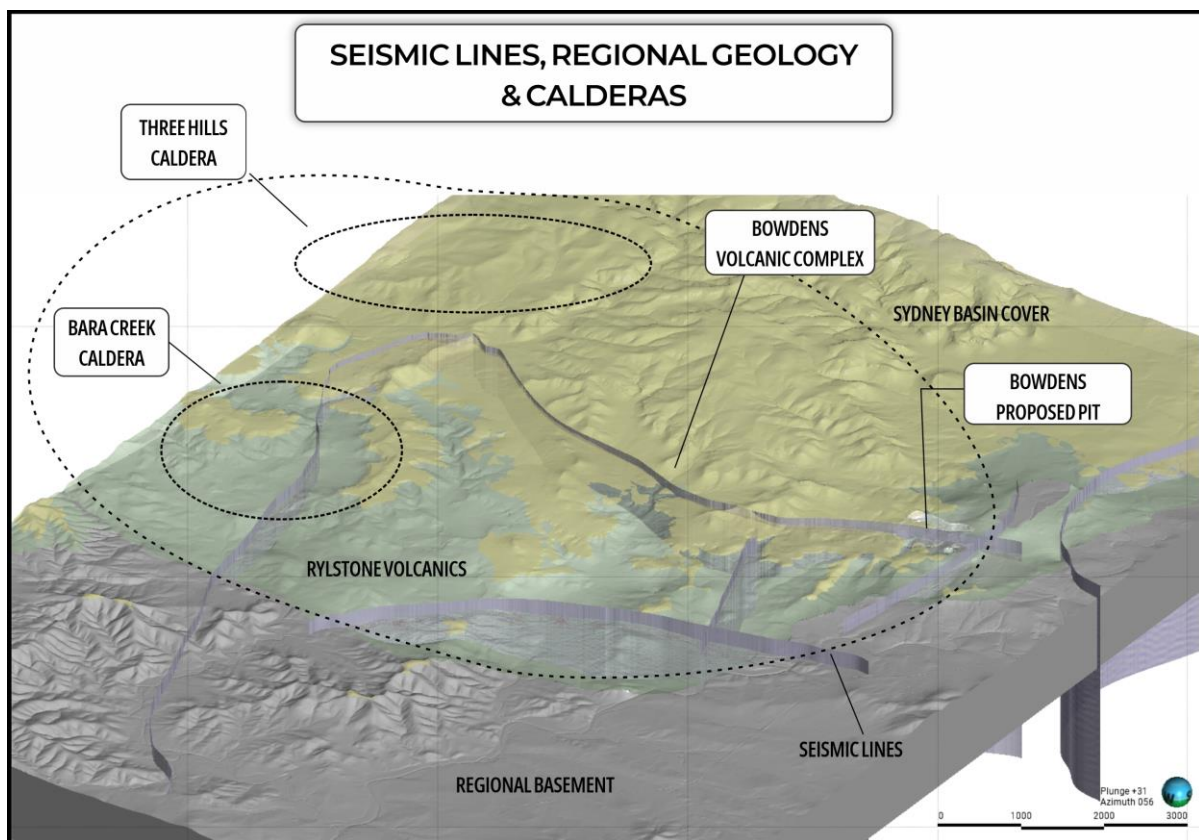 SEISMIC LINES, REGIONAL GEOLOGY
& CALDERAS
THREE HILLS
CALDERA
BOWDENS
VOLCANIC COMPLEX
SYDNEY BASIN COVER
BARA CREEK
CALDERA
BOWDENS
PROPOSED PIT
RYLSTONE VOLCANICS
SEISMIC LINES
REGIONAL BASEMENT
Plunge +31
Azimuth 056
0 1000 2000 3000